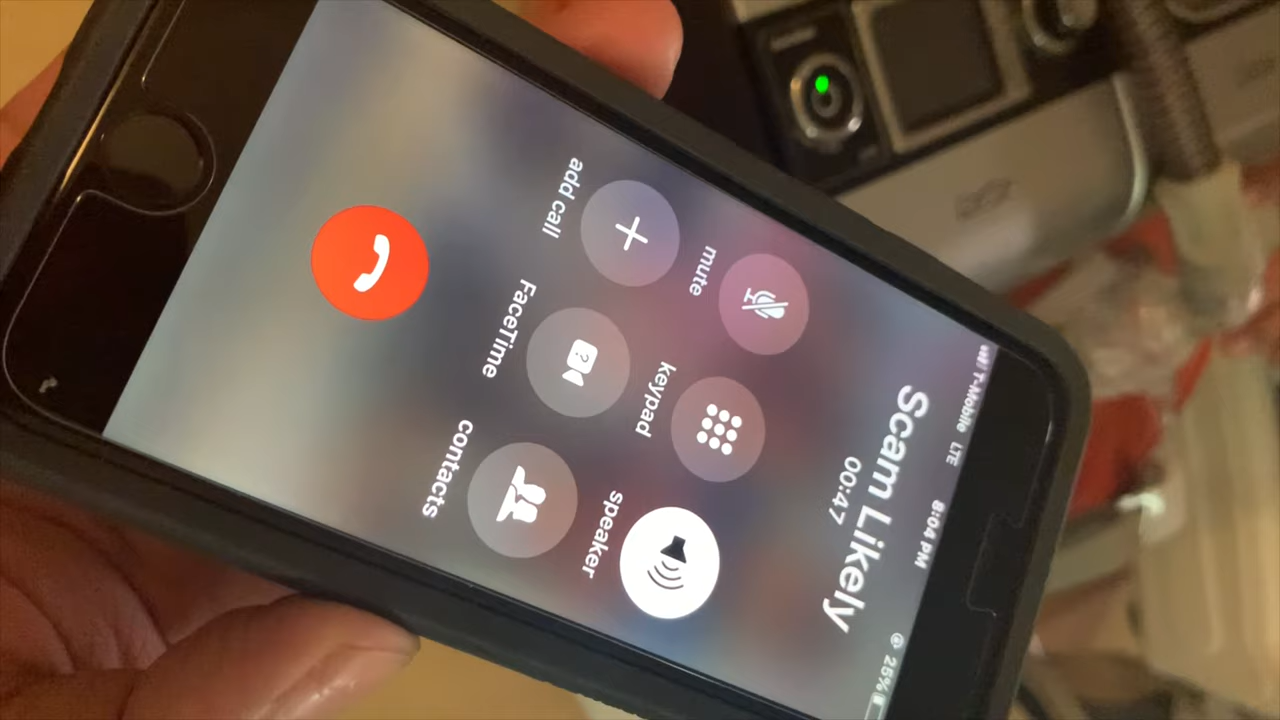 T-Mobile LTE 8:04 PM 25%
Scam Likely
00:47
mute keypad speaker
add call FaceTime contacts